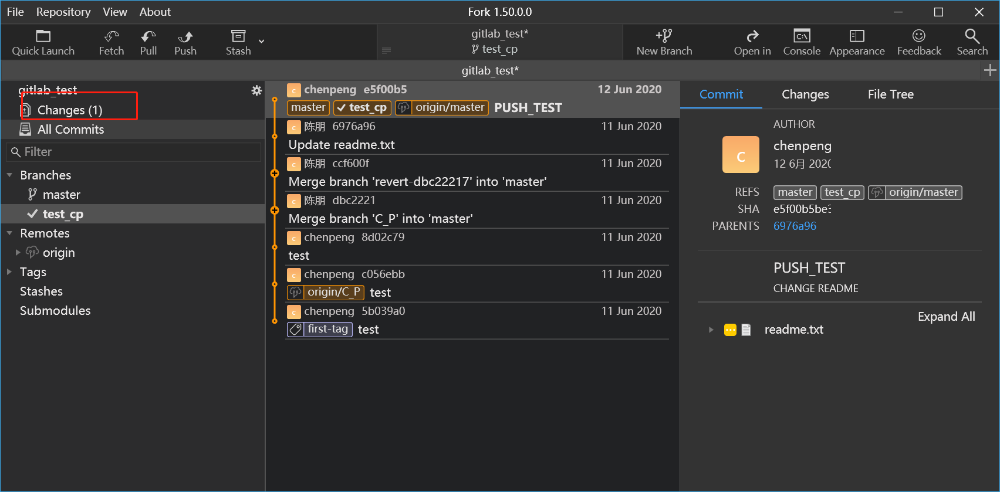 File Repository View About Fork 1.50.0.0
Quick Launch Fetch Pull Push Stash gitlab_test* test_cp New Branch Open in Console Appearance Feedback Search
gitlab_test*
gitlab_test
Changes (1)
All Commits
Filter
Branches
master
test_cp
Remotes
origin
Tags
Stashes
Submodules
c chenpeng e5f00b5 12 Jun 2020
master test_cp origin/master PUSH_TEST
c 陈朋 6976a96 11 Jun 2020
Update readme.txt
c 陈朋 ccf600f 11 Jun 2020
Merge branch 'revert-dbc22217' into 'master'
c 陈朋 dbc2221 11 Jun 2020
Merge branch 'C_P' into 'master'
c chenpeng 8d02c79 11 Jun 2020
test
c chenpeng c056ebb 11 Jun 2020
origin/C_P test
c chenpeng 5b039a0 11 Jun 2020
first-tag test
Commit Changes File Tree
AUTHOR
c chenpeng
12 6月 2020
REFS master test_cp origin/master
SHA e5f00b5be
PARENTS 6976a96
PUSH_TEST
CHANGE README
Expand All
readme.txt